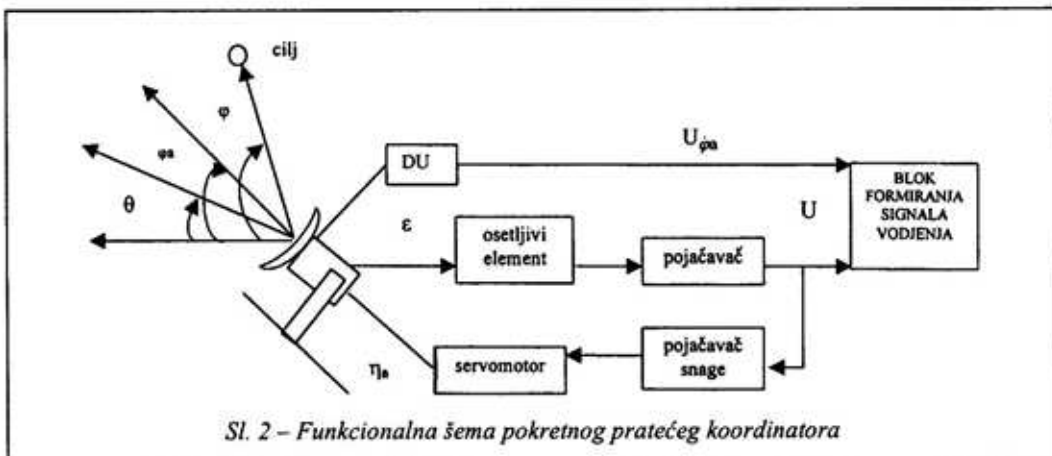 cilj
φ
φa
θ
DU
U φ̇a
BLOK
FORMIRANJA
SIGNALA
VODJENJA
ε
U
osetljivi
element
pojačavač
ηa
servomotor
pojačavač
snage
Sl. 2 – Funkcionalna šema pokretnog pratećeg koordinatora